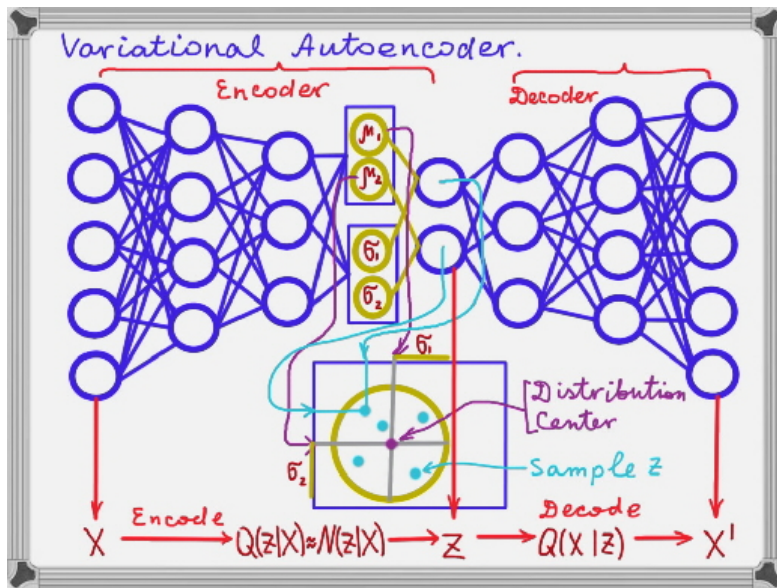 Variational Autoencoder.
Encoder
Decoder
μ₁
μ₂
σ₁
σ₂
σ₁
Distribution
Center
σ₂
Sample z
X Encode Q(z|X)≈N(z|X) Z Decode Q(X|z) X'